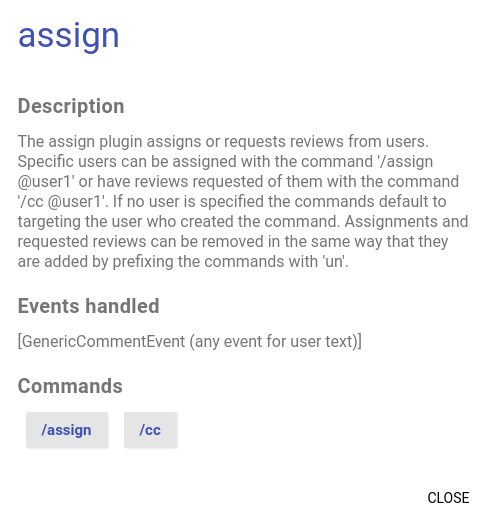 assign
Description
The assign plugin assigns or requests reviews from users.
Specific users can be assigned with the command '/assign
@user1' or have reviews requested of them with the command
'/cc @user1'. If no user is specified the commands default to
targeting the user who created the command. Assignments and
requested reviews can be removed in the same way that they
are added by prefixing the commands with 'un'.
Events handled
[GenericCommentEvent (any event for user text)]
Commands
/assign /cc
CLOSE